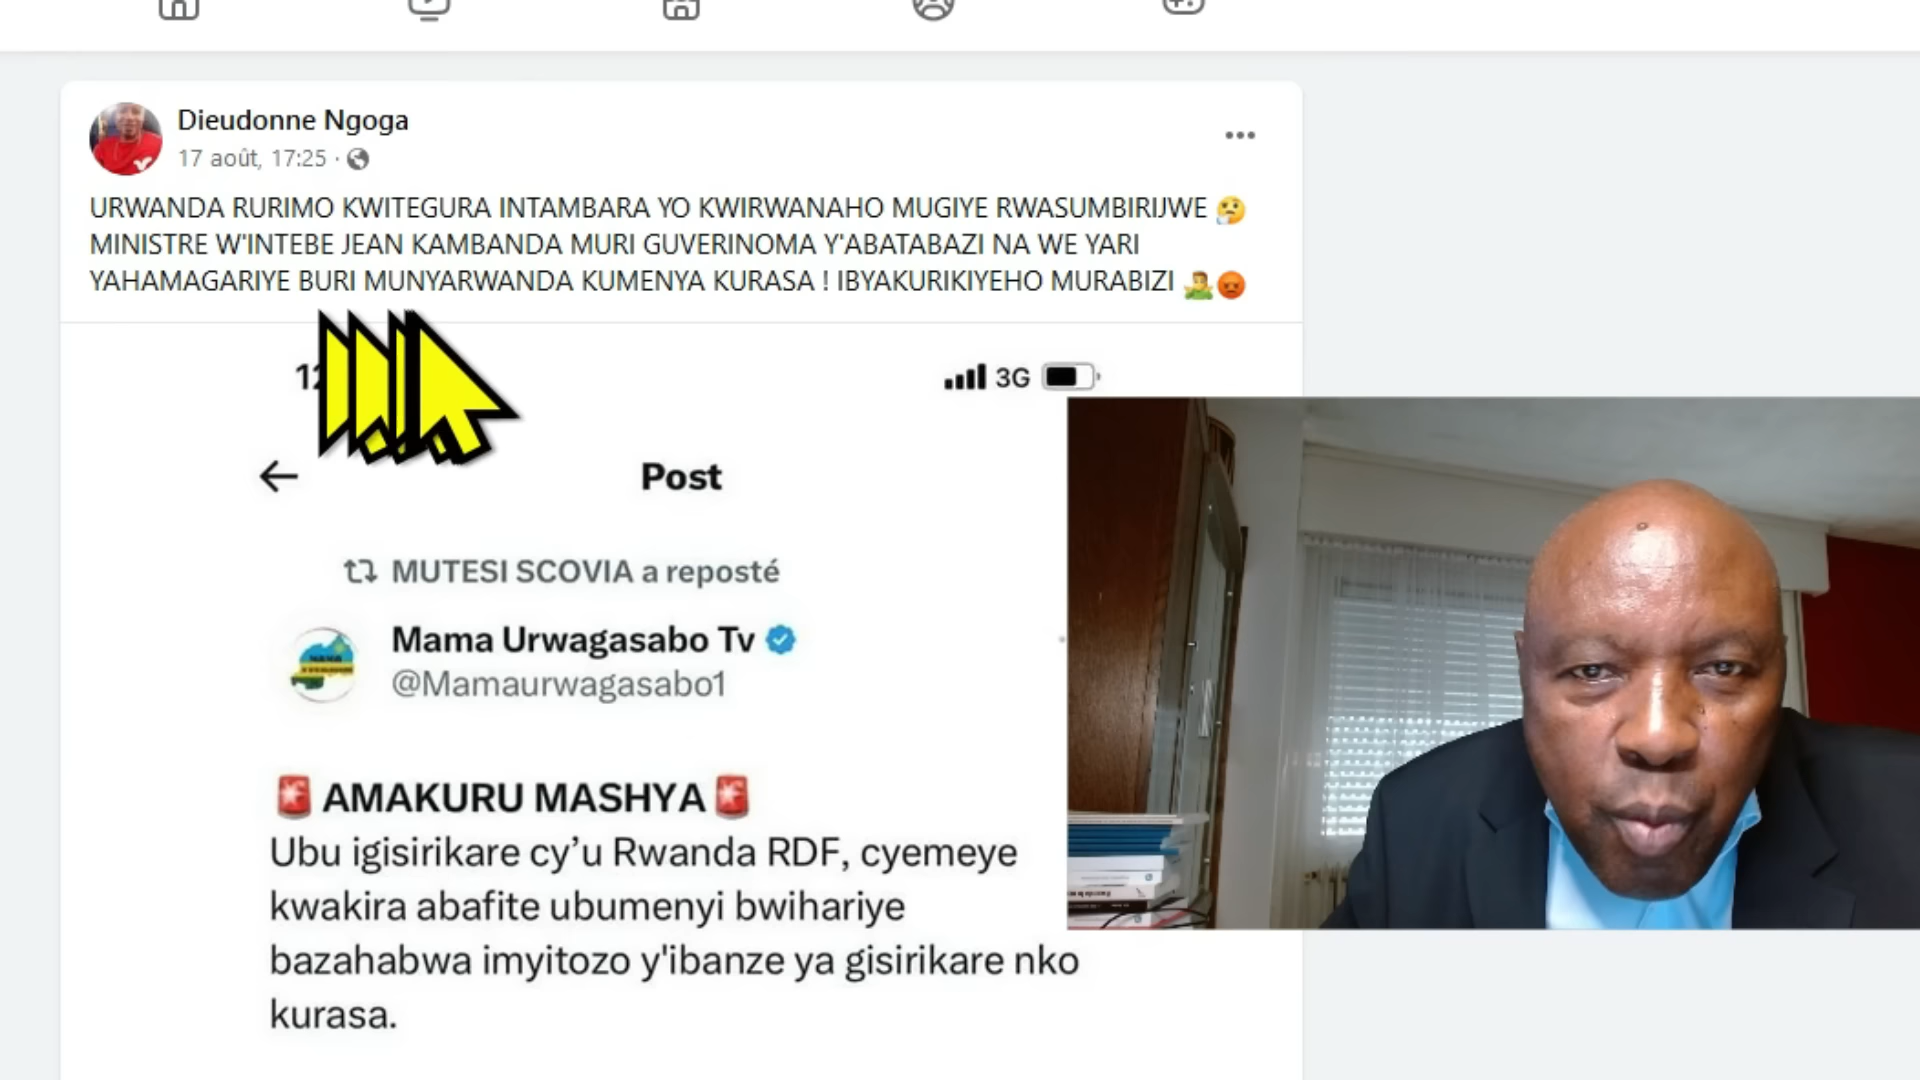 Dieudonne Ngoga
17 août, 17:25 ·
URWANDA RURIMO KWITEGURA INTAMBARA YO KWIRWANAHO MUGIYE RWASUMBIRIJWE 🤔
MINISTRE W'INTEBE JEAN KAMBANDA MURI GUVERINOMA Y'ABATABAZI NA WE YARI
YAHAMAGARIYE BURI MUNYARWANDA KUMENYA KURASA ! IBYAKURIKIYEHO MURABIZI 🤷‍♂️😡
3G
Post
MUTESI SCOVIA a reposté
Mama Urwagasabo Tv
@Mamaurwagasabo1
🚨 AMAKURU MASHYA 🚨
Ubu igisirikare cy’u Rwanda RDF, cyemeye
kwakira abafite ubumenyi bwihariye
bazahabwa imyitozo y'ibanze ya gisirikare nko
kurasa.